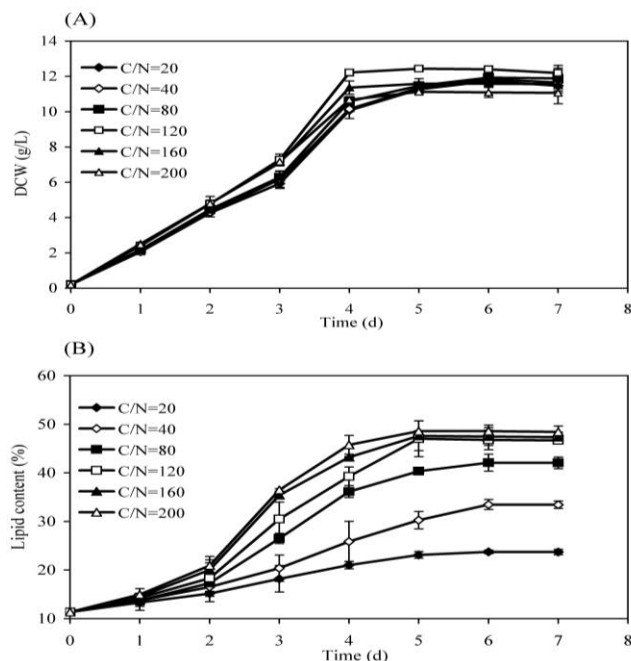 (A)
14
12
10
8
6
4
2
0
DCW (g/L)
C/N=20
C/N=40
C/N=80
C/N=120
C/N=160
C/N=200
0 1 2 3 4 5 6 7 8
Time (d)
(B)
60
50
40
30
20
10
Lipid content (%)
C/N=20
C/N=40
C/N=80
C/N=120
C/N=160
C/N=200
0 1 2 3 4 5 6 7 8
Time (d)